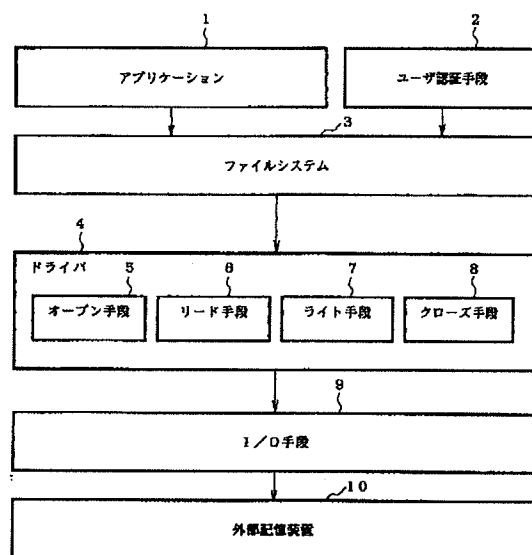 1
2
アプリケーション
ユーザ認証手段
3
ファイルシステム
4
ドライバ
5
6
7
8
オープン手段
リード手段
ライト手段
クローズ手段
9
I/O手段
10
外部記憶装置